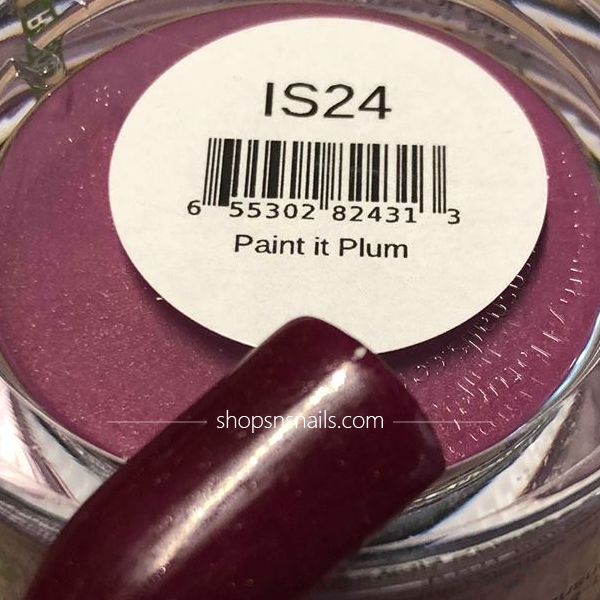 IS24
6 55302 82431 3
Paint it Plum
shopsnsnails.com